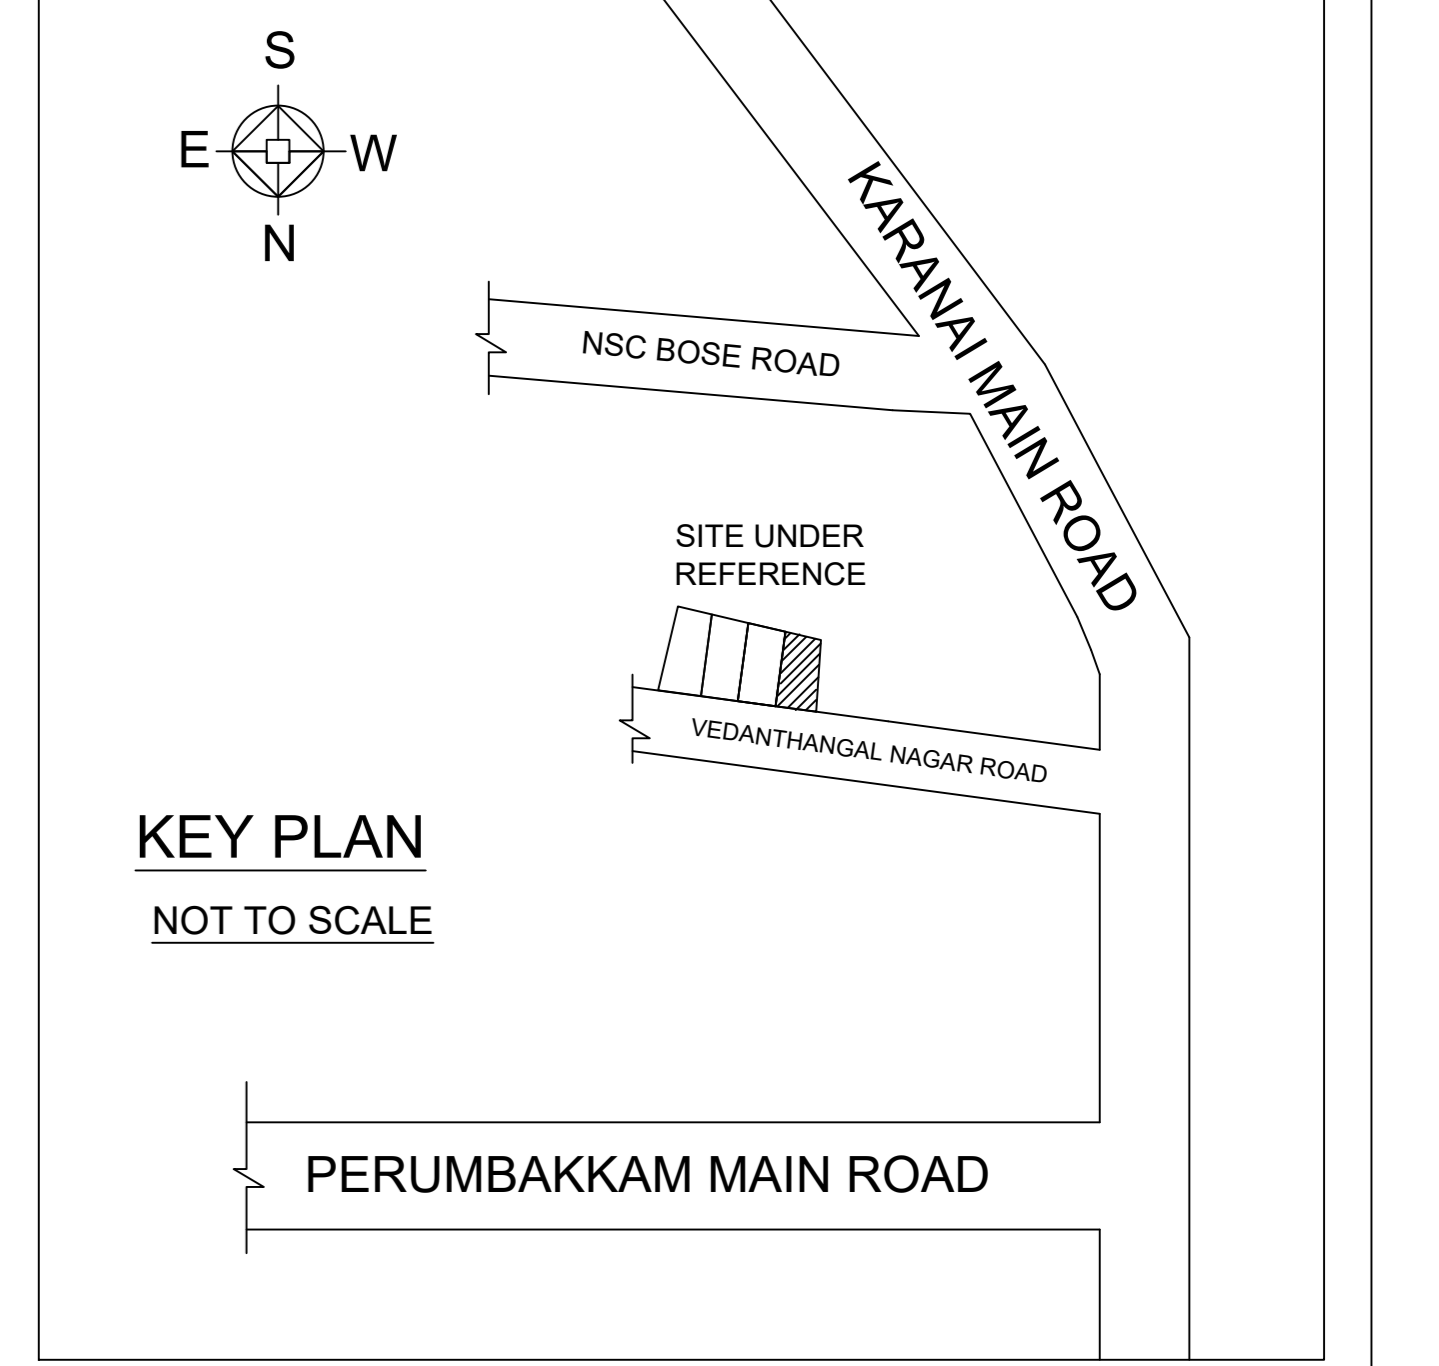 S
E
W
N
KARANAI MAIN ROAD
NSC BOSE ROAD
SITE UNDER
REFERENCE
VEDANTHANGAL NAGAR ROAD
KEY PLAN
NOT TO SCALE
PERUMBAKKAM MAIN ROAD